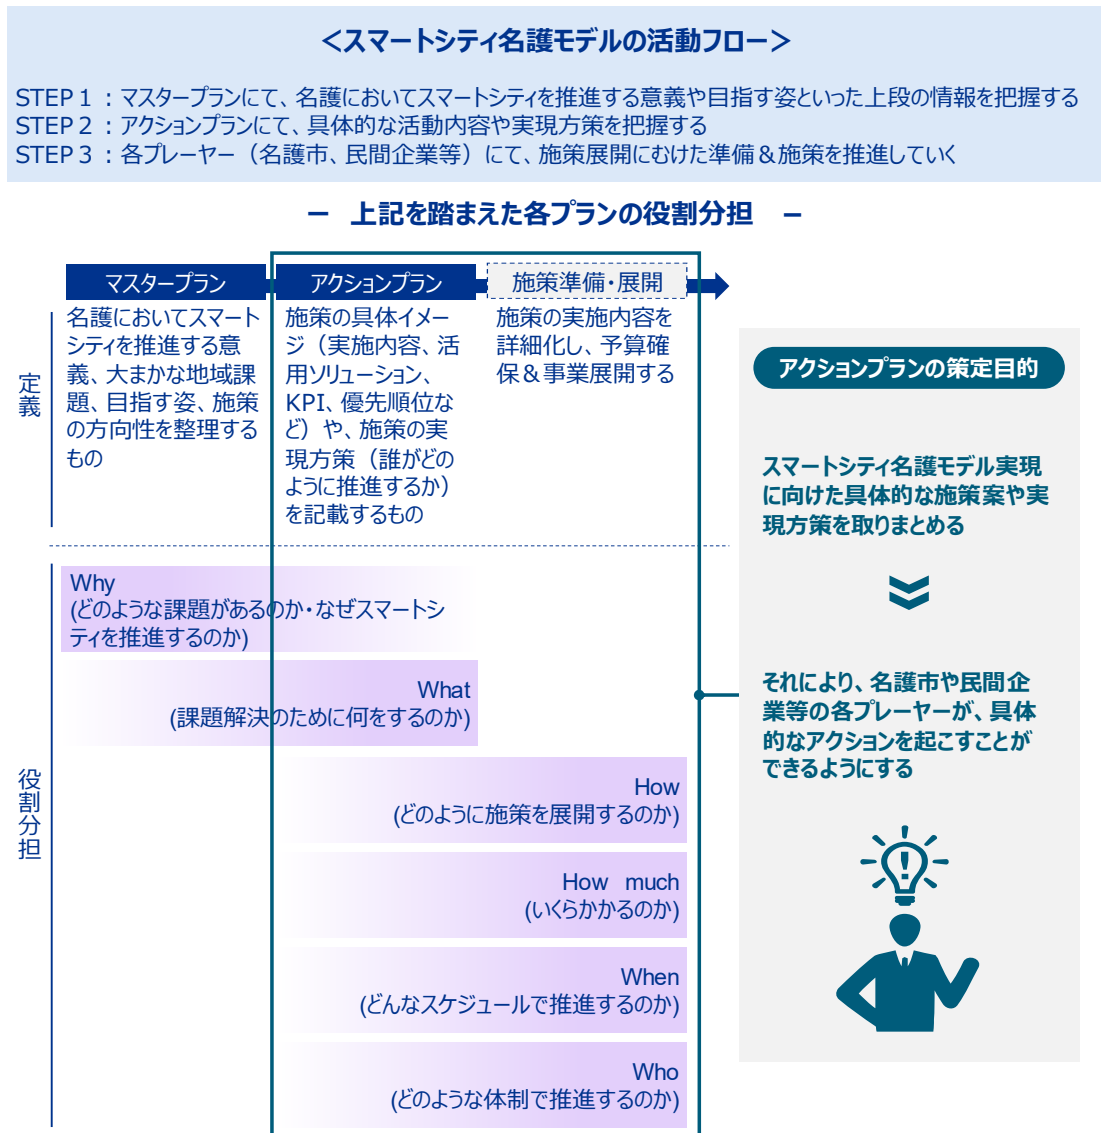 ＜スマートシティ名護モデルの活動フロー＞
STEP１：マスタープランにて、名護においてスマートシティを推進する意義や目指す姿といった上段の情報を把握する
STEP２：アクションプランにて、具体的な活動内容や実現方策を把握する
STEP３：各プレーヤー（名護市、民間企業等）にて、施策展開にむけた準備＆施策を推進していく
－　上記を踏まえた各プランの役割分担　－
マスタープラン
アクションプラン
施策準備・展開
定義
名護においてスマート
シティを推進する意
義、大まかな地域課
題、目指す姿、施策
の方向性を整理する
もの
施策の具体イメー
ジ（実施内容、活
用ソリューション、
KPI、優先順位な
ど）や、施策の実
現方策（誰がどの
ように推進するか）
を記載するもの
施策の実施内容を
詳細化し、予算確
保＆事業展開する
役割分担
Why
(どのような課題があるのか・なぜスマートシ
ティを推進するのか)
What
(課題解決のために何をするのか)
How
(どのように施策を展開するのか)
How　much
(いくらかかるのか)
When
(どんなスケジュールで推進するのか)
Who
(どのような体制で推進するのか)
アクションプランの策定目的
スマートシティ名護モデル実現
に向けた具体的な施策案や実
現方策を取りまとめる
それにより、名護市や民間企
業等の各プレーヤーが、具体
的なアクションを起こすことが
できるようにする